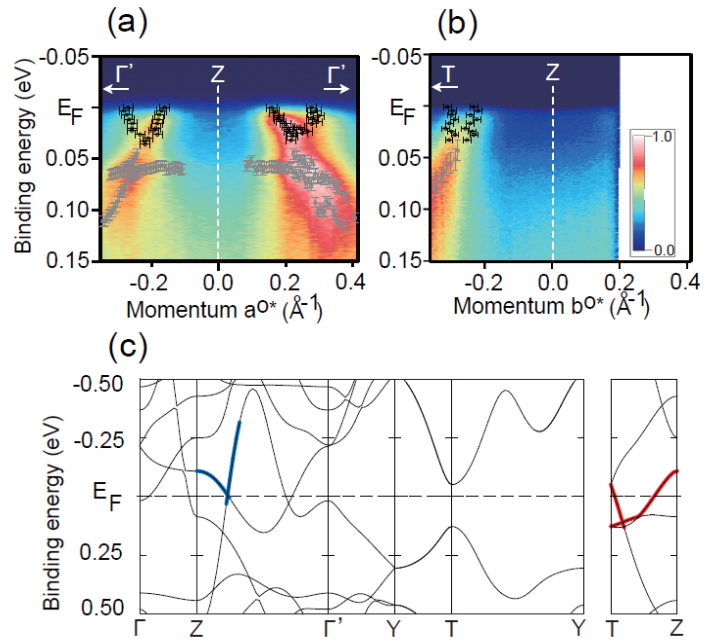 (a)
(b)
-0.05
E_F
0.05
0.10
0.15
Binding energy (eV)
Γ'
Z
Γ'
-0.2
0.0
0.2
0.4
Momentum a^o* (Å^-1)
-0.05
E_F
0.05
0.10
0.15
T
Z
1.0
0.0
-0.2
0.0
0.2
0.4
Momentum b^o* (Å^-1)
(c)
-0.50
-0.25
E_F
0.25
0.50
Binding energy (eV)
Γ
Z
Γ'
Y
T
Y
T
Z